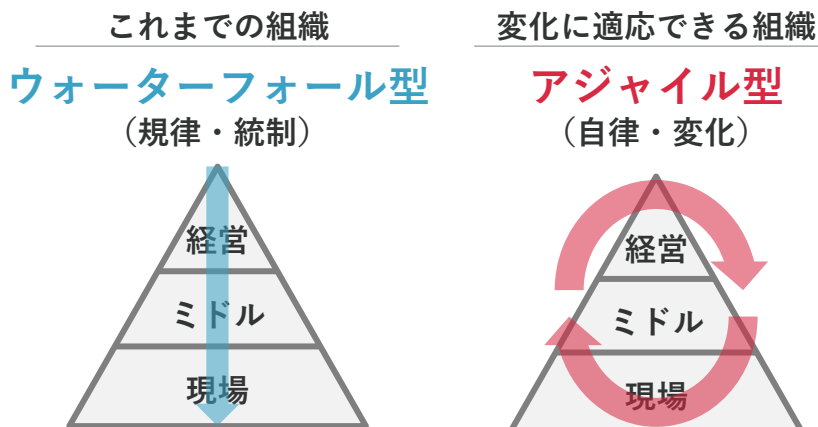 これまでの組織
ウォーターフォール型
（規律・統制）
経営
ミドル
現場
変化に適応できる組織
アジャイル型
（自律・変化）
経営
ミドル
現場